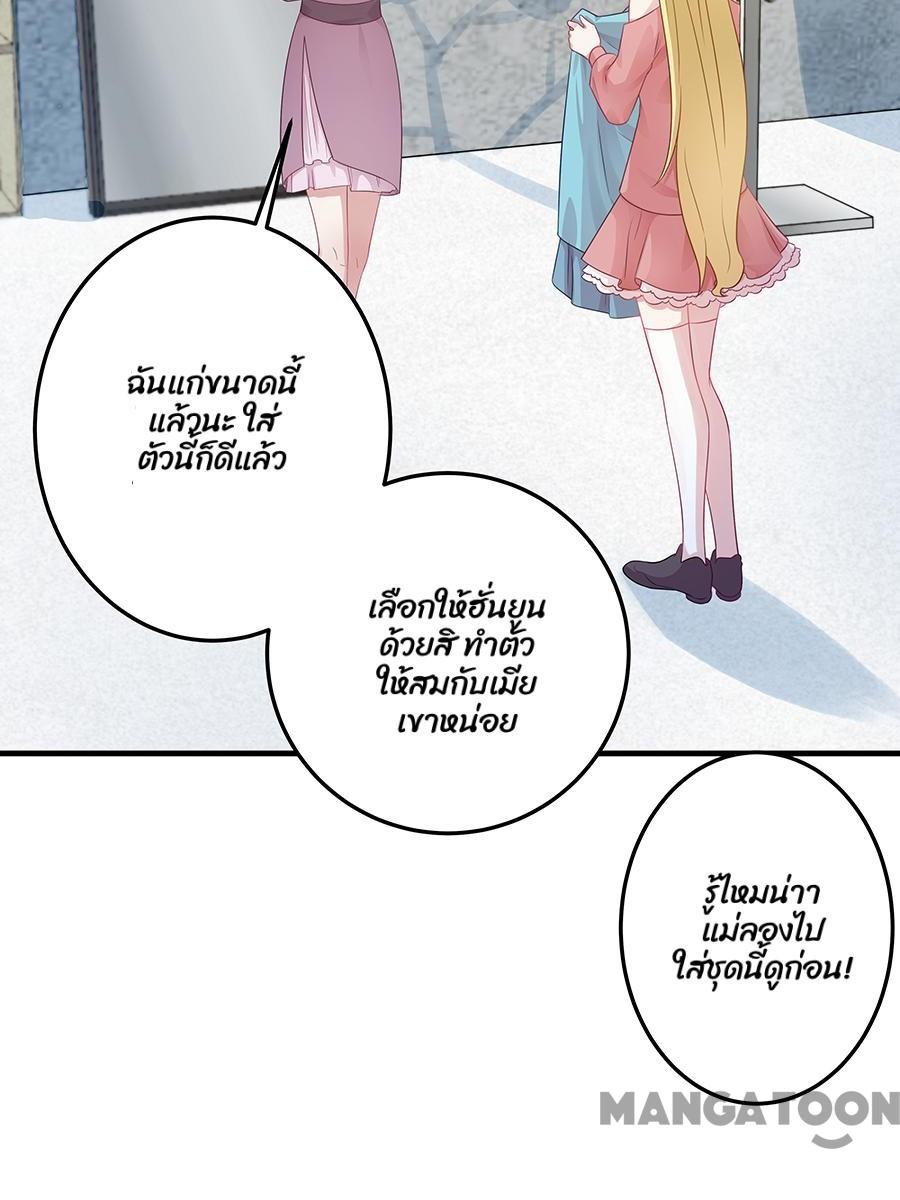 ฉันแก่ขนาดนี้
แล้วนะ ใส่
ตัวนี้ก็ดีแล้ว
เลือกให้ฮั่นยูน
ด้วยสิ ทำตัว
ให้สมกับเมีย
เขาหน่อย
รู้ไหมน่าา
แม่ลองไป
ใส่ชุดนี้ดูก่อน!
MANGATOON